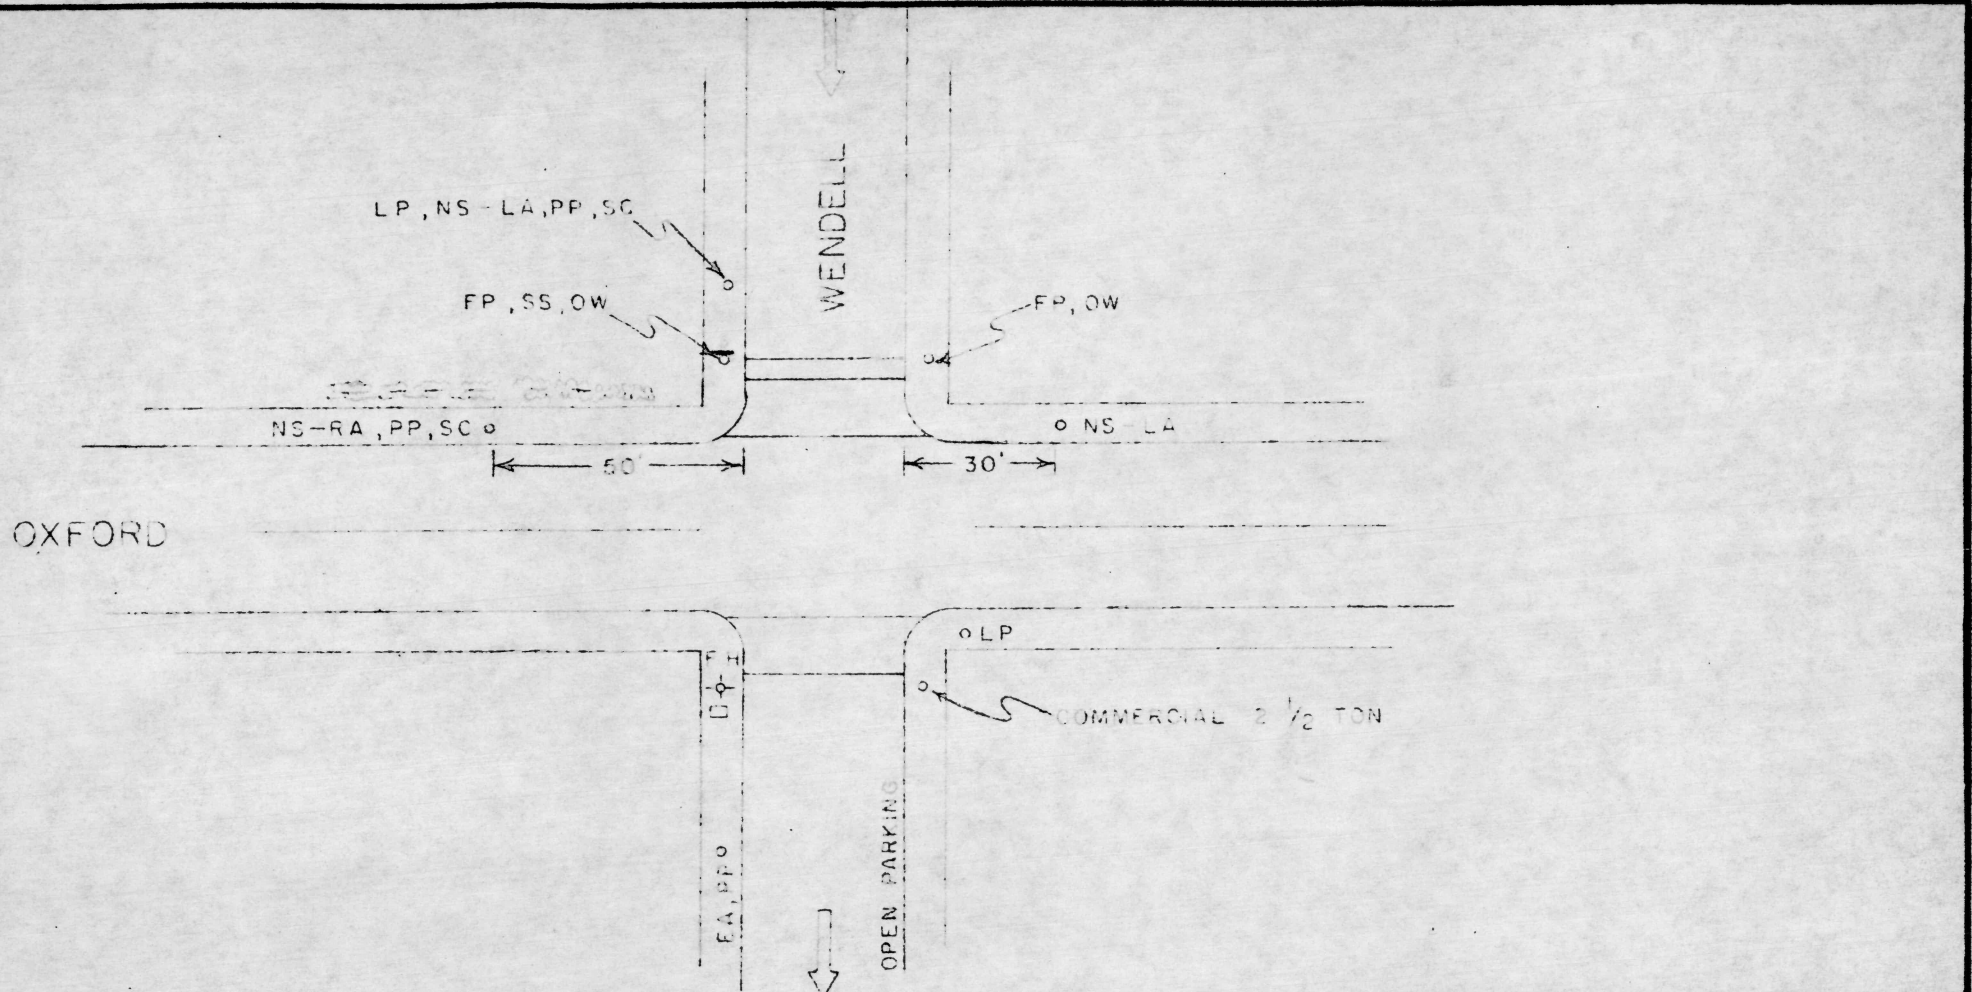 WENDELL
LP, NS-LA, PP, SC
FP, SS, OW
FP, OW
NS-RA, PP, SC
NS-LA
50'
30'
OXFORD
LP
FH
COMMERCIAL 2 1/2 TON
OPEN PARKING
EA, PP